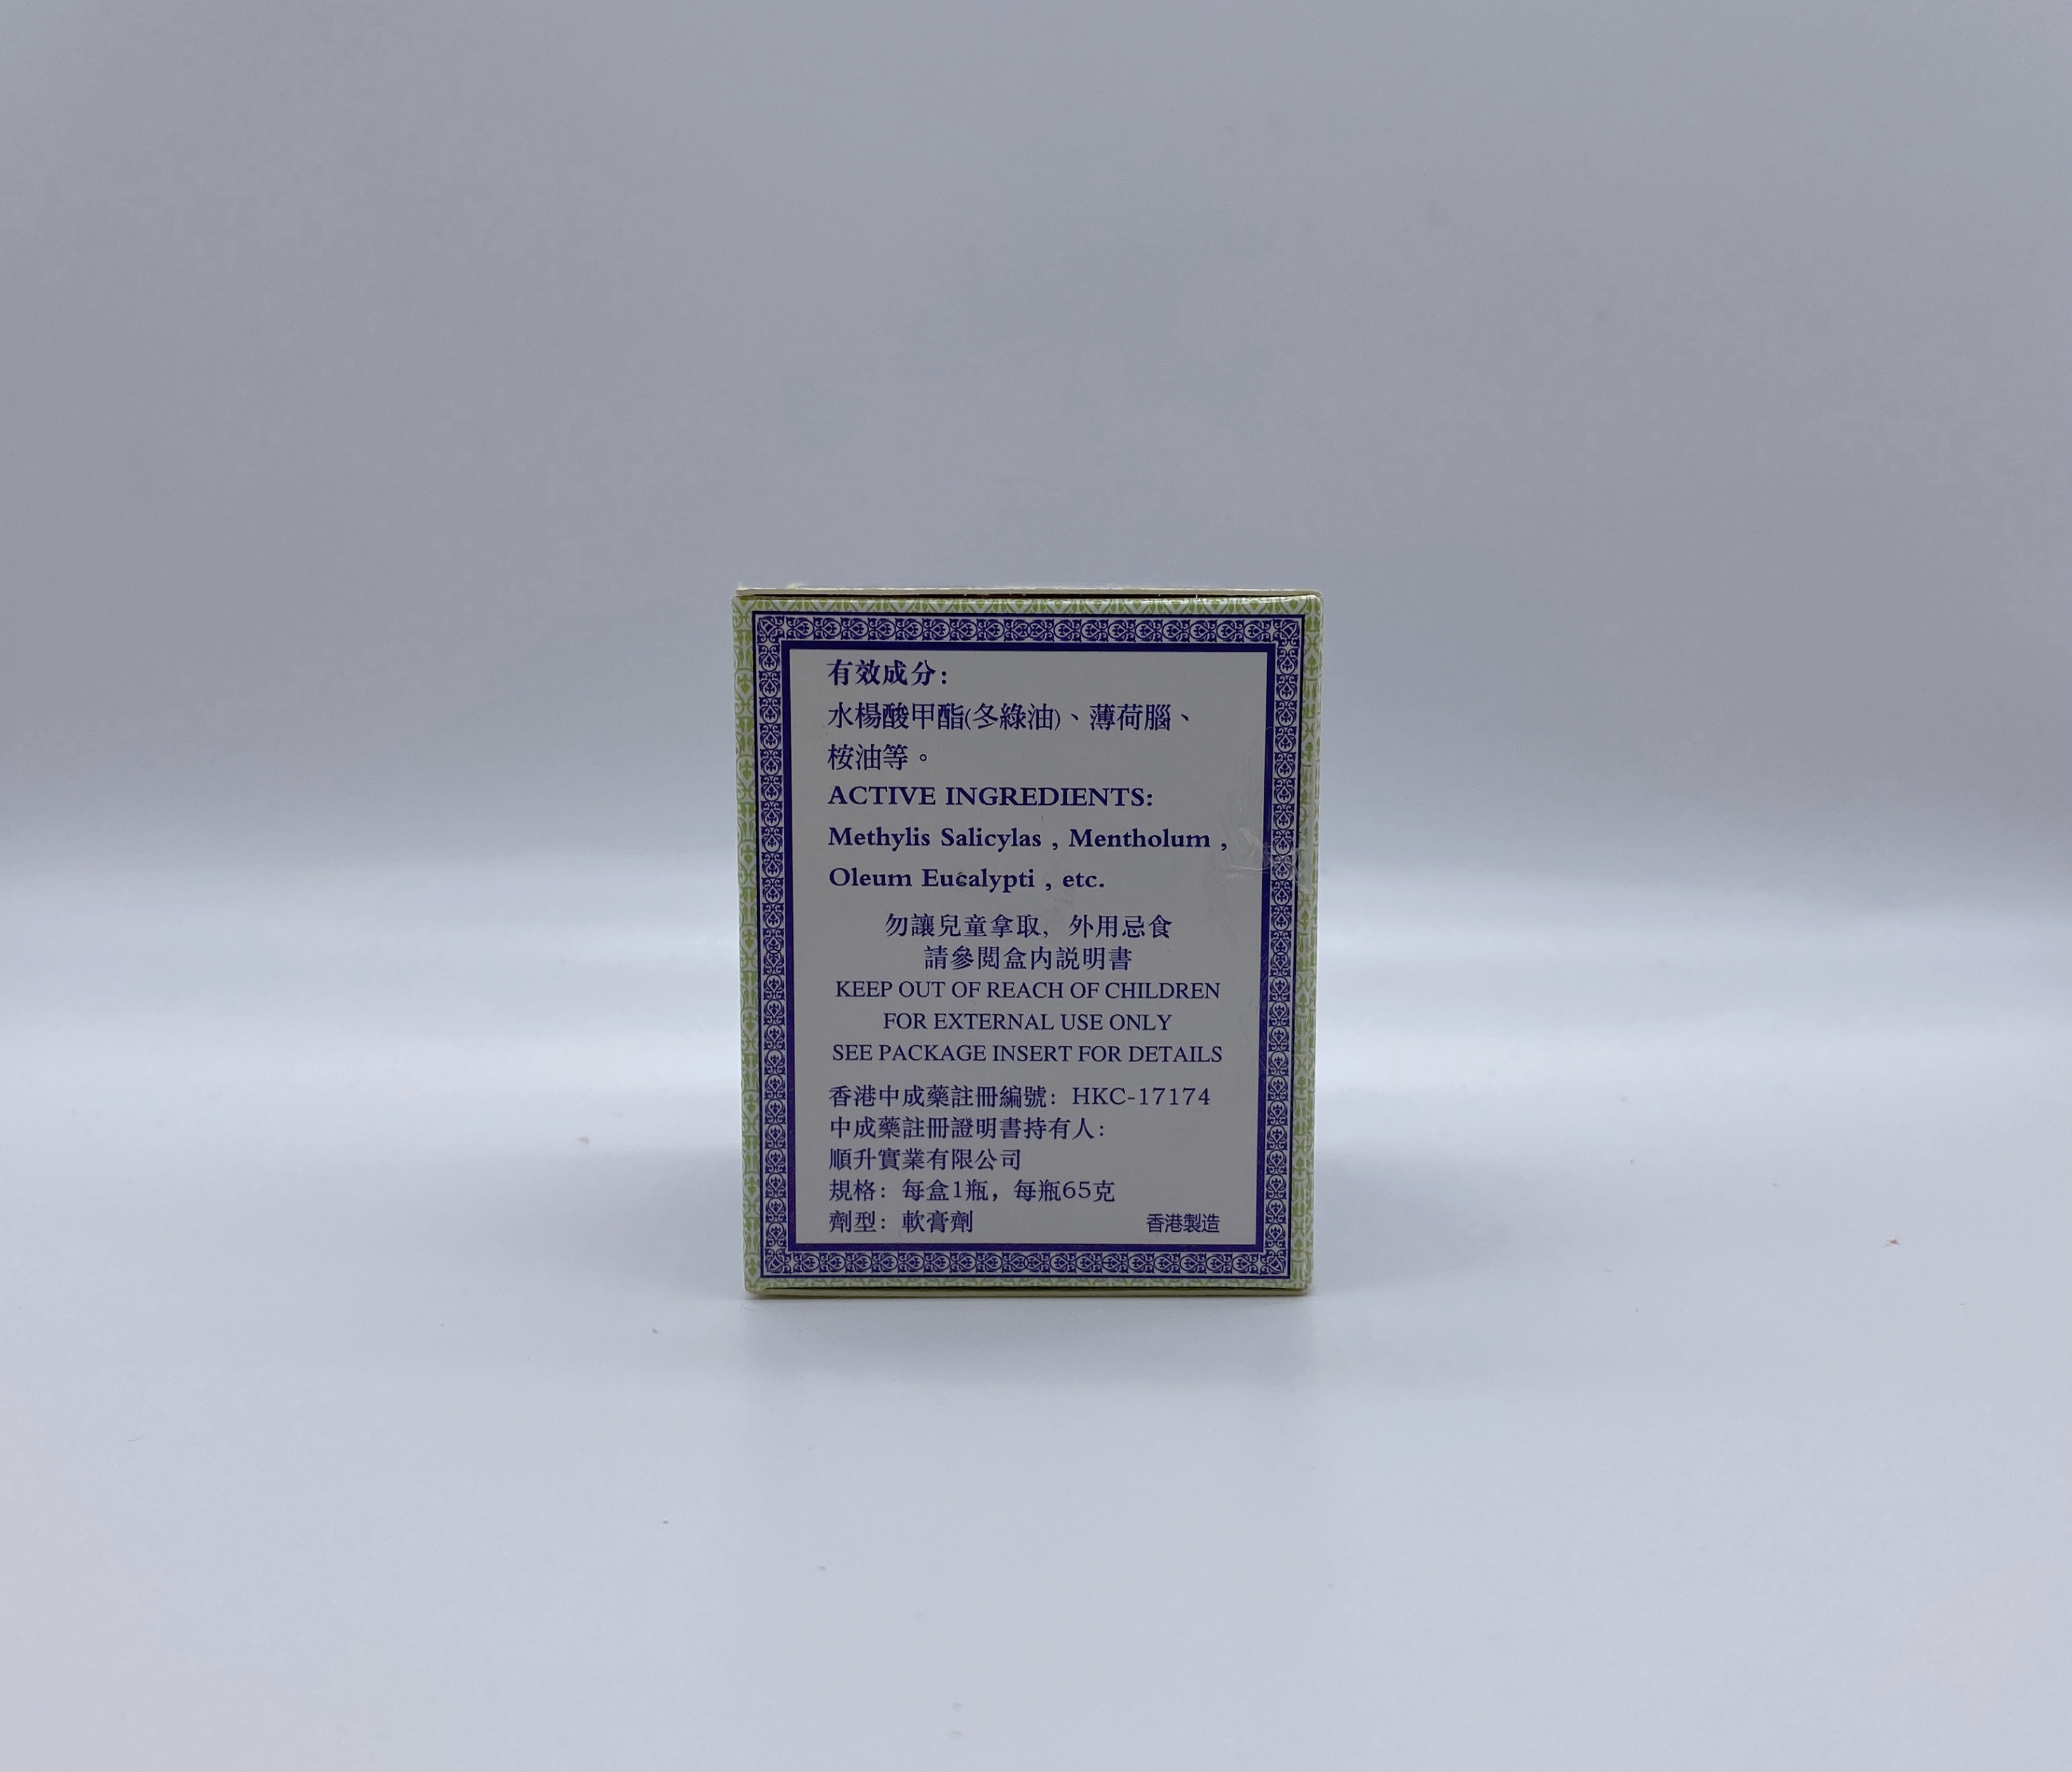 有效成分:
水楊酸甲酯(冬綠油)、薄荷腦、
桉油等。
ACTIVE INGREDIENTS:
Methylis Salicylas , Mentholum ,
Oleum Eucalypti , etc.
勿讓兒童拿取, 外用忌食
請參閲盒内説明書
KEEP OUT OF REACH OF CHILDREN
FOR EXTERNAL USE ONLY
SEE PACKAGE INSERT FOR DETAILS
香港中成藥註冊編號: HKC-17174
中成藥註冊證明書持有人:
順升實業有限公司
規格: 每盒1瓶, 每瓶65克
劑型: 軟膏劑 香港製造